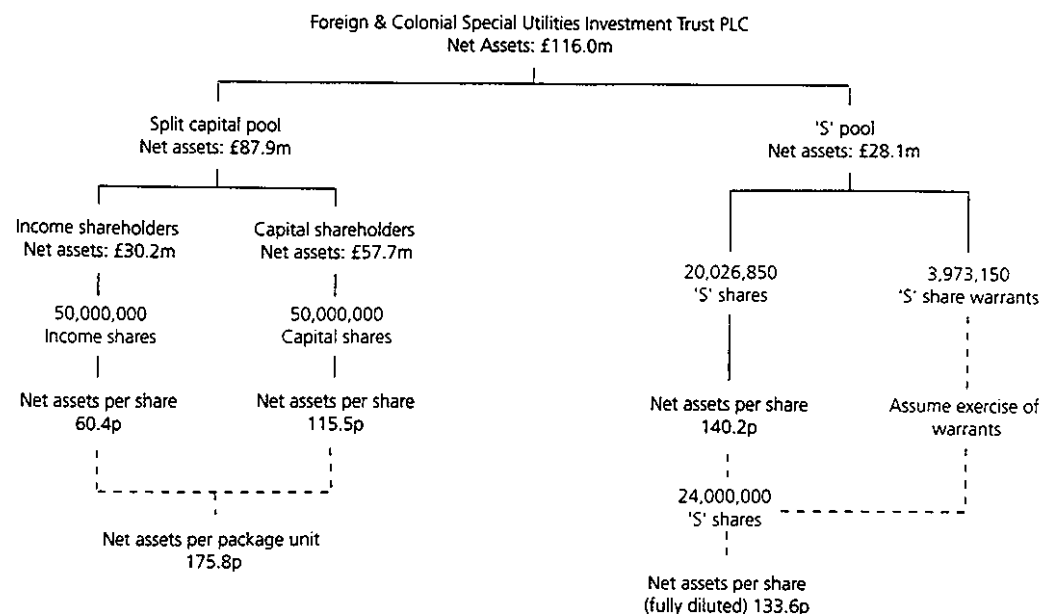 Foreign & Colonial Special Utilities Investment Trust PLC
Net Assets: £116.0m
Split capital pool
Net assets: £87.9m
'S' pool
Net assets: £28.1m
Income shareholders
Net assets: £30.2m
Capital shareholders
Net assets: £57.7m
50,000,000
Income shares
50,000,000
Capital shares
20,026,850
'S' shares
3,973,150
'S' share warrants
Net assets per share
60.4p
Net assets per share
115.5p
Net assets per share
140.2p
Assume exercise of
warrants
24,000,000
'S' shares
Net assets per package unit
175.8p
Net assets per share
(fully diluted) 133.6p